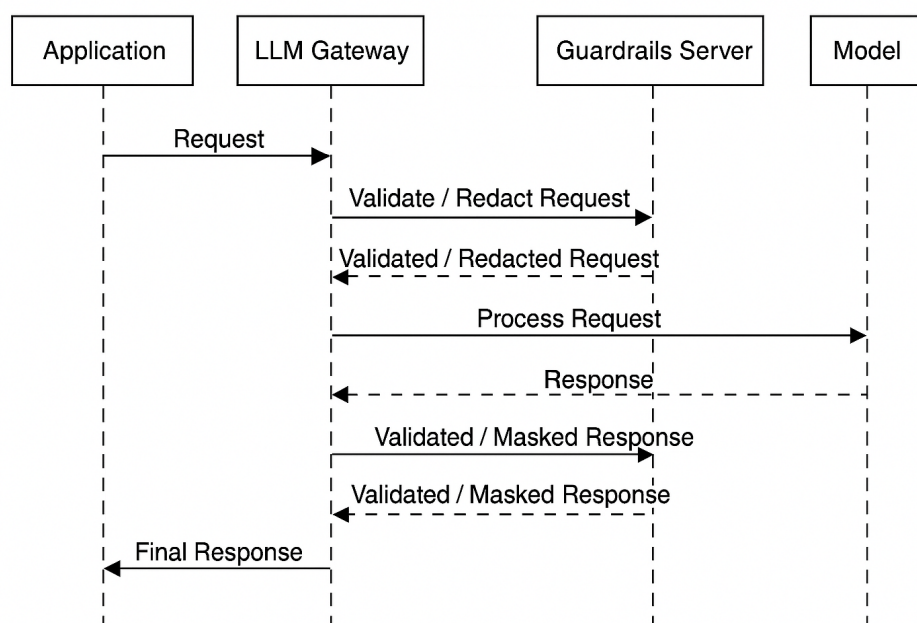 Application
LLM Gateway
Guardrails Server
Model
Request
Validate / Redact Request
Validated / Redacted Request
Process Request
Response
Validated / Masked Response
Validated / Masked Response
Final Response